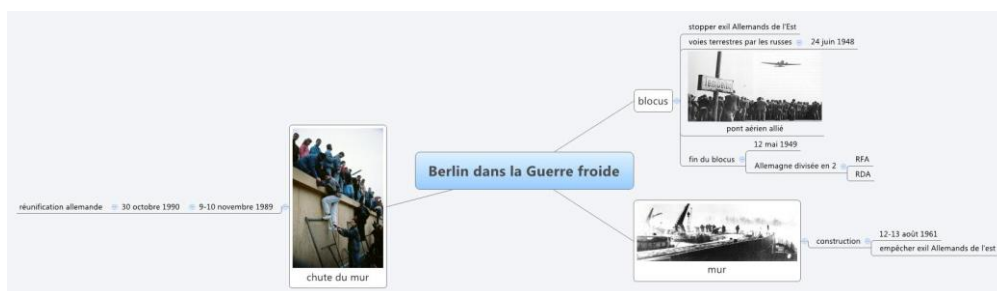 Berlin dans la Guerre froide
blocus
stopper exil Allemands de l'Est
voies terrestres par les russes
24 juin 1948
pont aérien allié
fin du blocus
12 mai 1949
Allemagne divisée en 2
RFA
RDA
mur
construction
12-13 août 1961
empêcher exil Allemands de l'est
chute du mur
9-10 novembre 1989
30 octobre 1990
réunification allemande